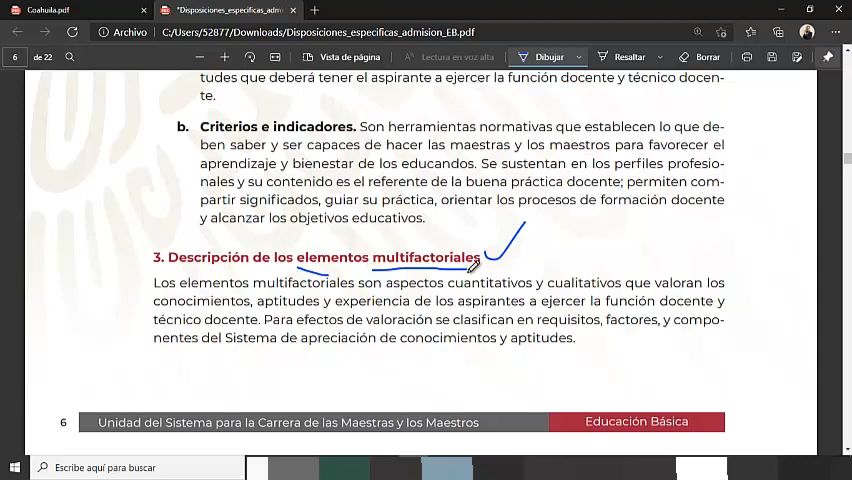 Coahuila.pdf
*Disposiciones_especificas_admisi
Archivo
C:/Users/52877/Downloads/Disposiciones_especificas_admision_EB.pdf
6 de 22
Vista de página
Lectura en voz alta
Dibujar
Resaltar
Borrar
tudes que deberá tener el aspirante a ejercer la función docente y técnico docen-
te.
b. Criterios e indicadores. Son herramientas normativas que establecen lo que de-
ben saber y ser capaces de hacer las maestras y los maestros para favorecer el
aprendizaje y bienestar de los educandos. Se sustentan en los perfiles profesio-
nales y su contenido es el referente de la buena práctica docente; permiten com-
partir significados, guiar su práctica, orientar los procesos de formación docente
y alcanzar los objetivos educativos.
3. Descripción de los elementos multifactoriales
Los elementos multifactoriales son aspectos cuantitativos y cualitativos que valoran los
conocimientos, aptitudes y experiencia de los aspirantes a ejercer la función docente y
técnico docente. Para efectos de valoración se clasifican en requisitos, factores, y compo-
nentes del Sistema de apreciación de conocimientos y aptitudes.
6 Unidad del Sistema para la Carrera de las Maestras y los Maestros
Educación Básica
Escribe aquí para buscar